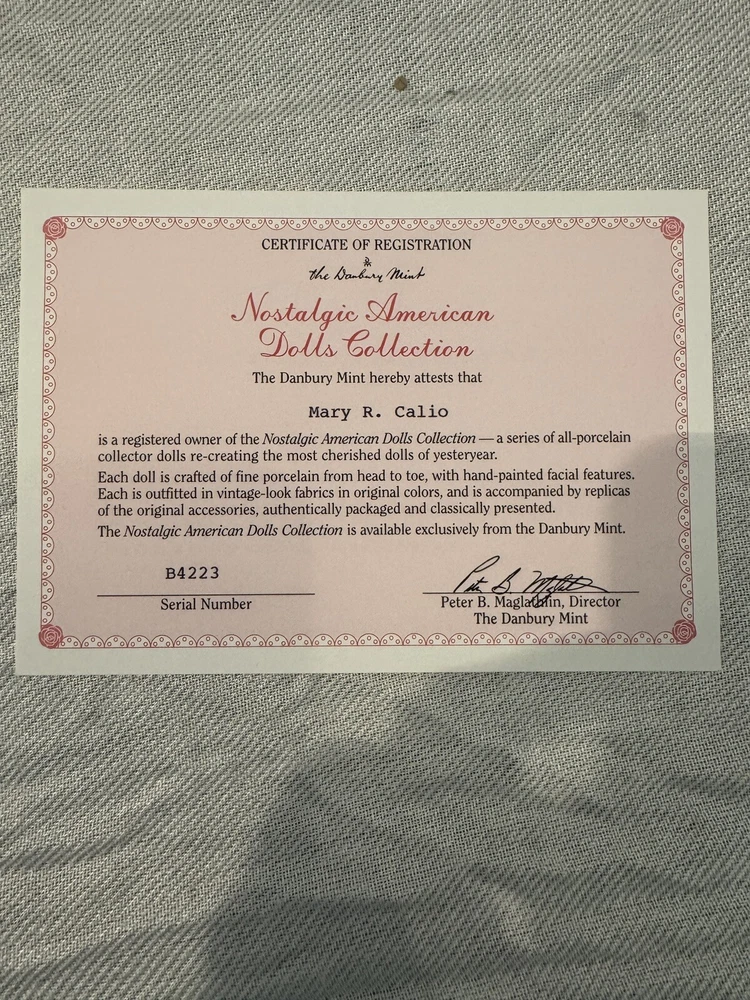 CERTIFICATE OF REGISTRATION
the Danbury Mint
Nostalgic American
Dolls Collection
The Danbury Mint hereby attests that
Mary R. Calio
is a registered owner of the Nostalgic American Dolls Collection — a series of all-porcelain
collector dolls re-creating the most cherished dolls of yesteryear.
Each doll is crafted of fine porcelain from head to toe, with hand-painted facial features.
Each is outfitted in vintage-look fabrics in original colors, and is accompanied by replicas
of the original accessories, authentically packaged and classically presented.
The Nostalgic American Dolls Collection is available exclusively from the Danbury Mint.
B4223
Serial Number
Peter B. Maglathlin, Director
The Danbury Mint